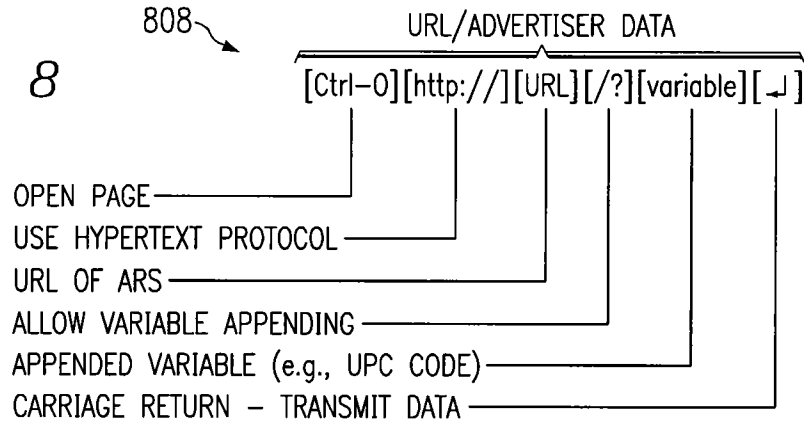 808
URL/ADVERTISER DATA
8
[Ctrl-O][http://][URL][/?][variable][↵]
OPEN PAGE
USE HYPERTEXT PROTOCOL
URL OF ARS
ALLOW VARIABLE APPENDING
APPENDED VARIABLE (e.g., UPC CODE)
CARRIAGE RETURN – TRANSMIT DATA